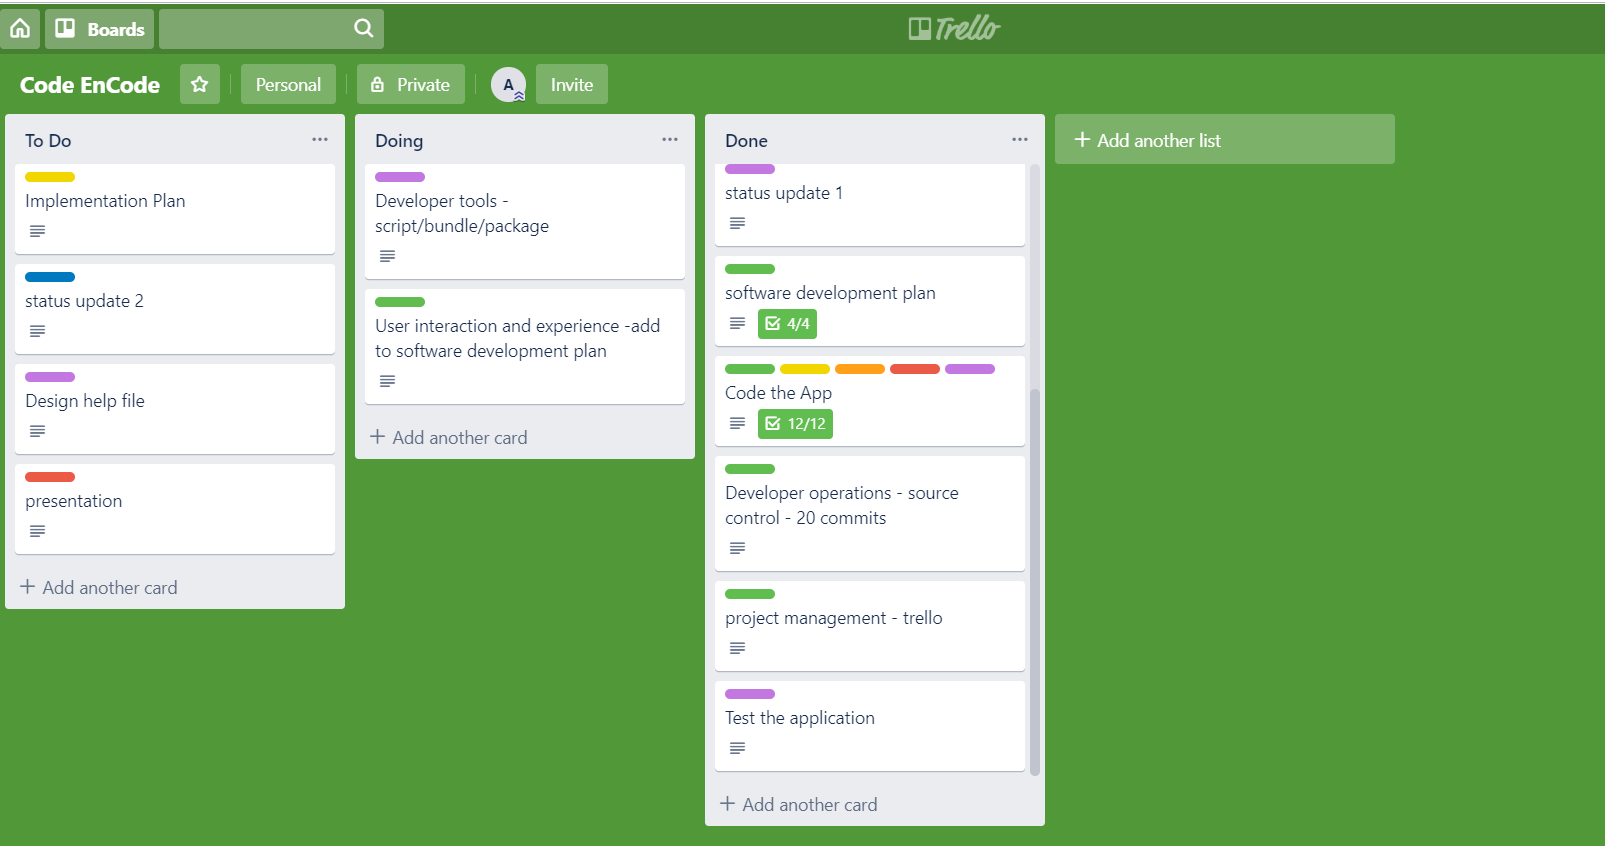 Boards
Trello
Code EnCode
Personal
Private
A
Invite
To Do
Implementation Plan
status update 2
Design help file
presentation
+ Add another card
Doing
Developer tools -
script/bundle/package
User interaction and experience -add
to software development plan
+ Add another card
Done
status update 1
software development plan
4/4
Code the App
12/12
Developer operations - source
control - 20 commits
project management - trello
Test the application
+ Add another card
+ Add another list